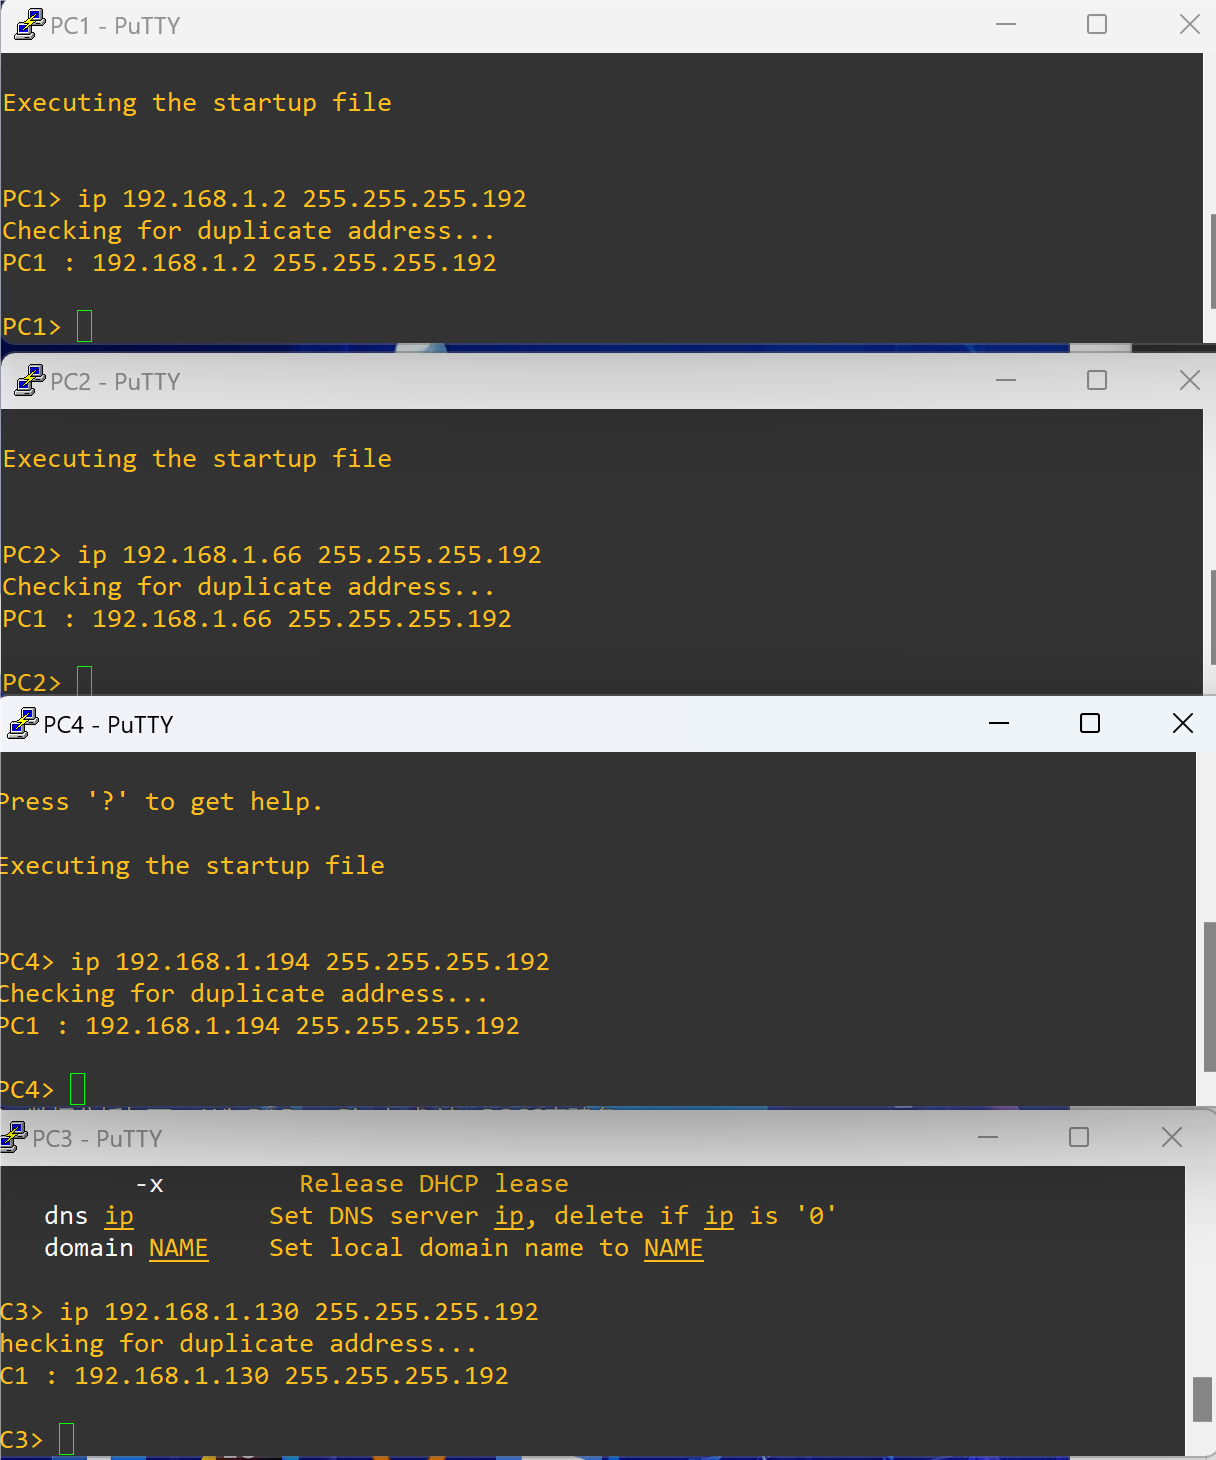 PC1 - PuTTY
Executing the startup file
PC1> ip 192.168.1.2 255.255.255.192
Checking for duplicate address...
PC1 : 192.168.1.2 255.255.255.192
PC1>
PC2 - PuTTY
Executing the startup file
PC2> ip 192.168.1.66 255.255.255.192
Checking for duplicate address...
PC1 : 192.168.1.66 255.255.255.192
PC2>
PC4 - PuTTY
Press '?' to get help.
Executing the startup file
PC4> ip 192.168.1.194 255.255.255.192
Checking for duplicate address...
PC1 : 192.168.1.194 255.255.255.192
PC4>
PC3 - PuTTY
-x Release DHCP lease
dns ip Set DNS server ip, delete if ip is '0'
domain NAME Set local domain name to NAME
C3> ip 192.168.1.130 255.255.255.192
hecking for duplicate address...
C1 : 192.168.1.130 255.255.255.192
C3>